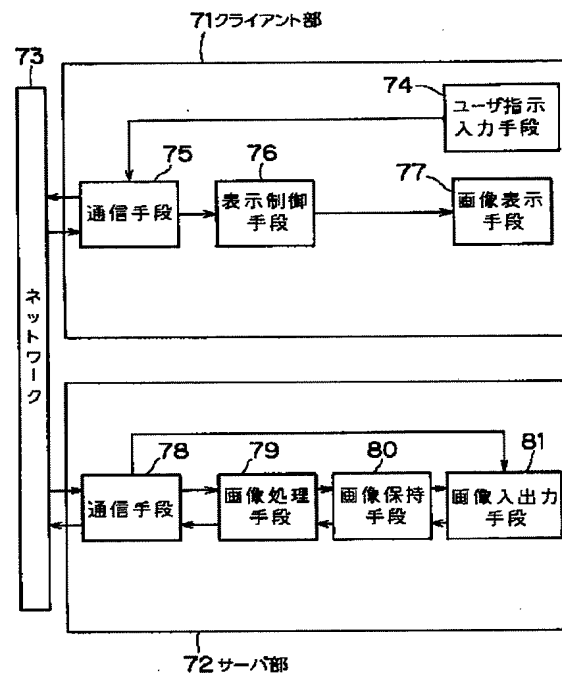 71クライアント部
73
74
ユーザ指示
入力手段
75
通信手段
76
表示制御
手段
77
画像表示
手段
ネットワーク
78
通信手段
79
画像処理
手段
80
画像保持
手段
81
画像入出力
手段
72サーバ部